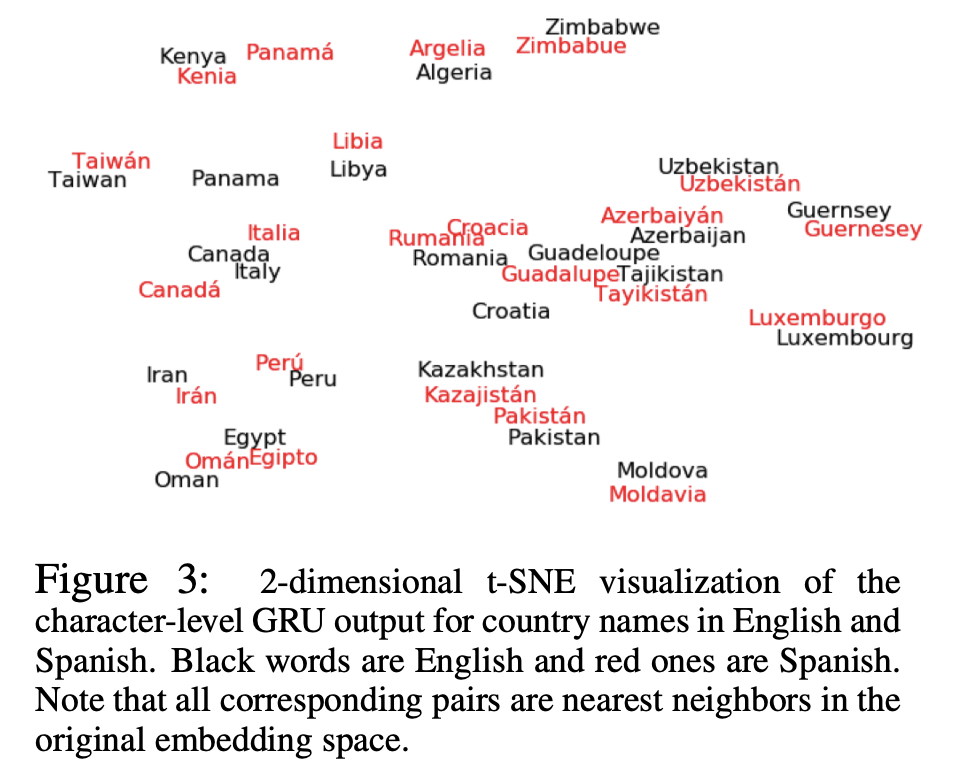 Zimbabwe
Kenya Panamá Argelia Zimbabue
Kenia Algeria
Libia
Taiwán Libya Uzbekistan
Taiwan Panama Uzbekistán
Azerbaiyán Guernsey
Italia Croacia Guernesey
Rumania Azerbaijan
Canada Romania Guadeloupe
Italy Guadalupe Tajikistan
Canadá Tayikistán
Croatia Luxemburgo
Luxembourg
Iran Perú Kazakhstan
Irán Peru Kazajistán
Pakistán
Egypt Pakistan
Omán Egipto
Oman Moldova
Moldavia
Figure 3: 2-dimensional t-SNE visualization of the
character-level GRU output for country names in English and
Spanish. Black words are English and red ones are Spanish.
Note that all corresponding pairs are nearest neighbors in the
original embedding space.